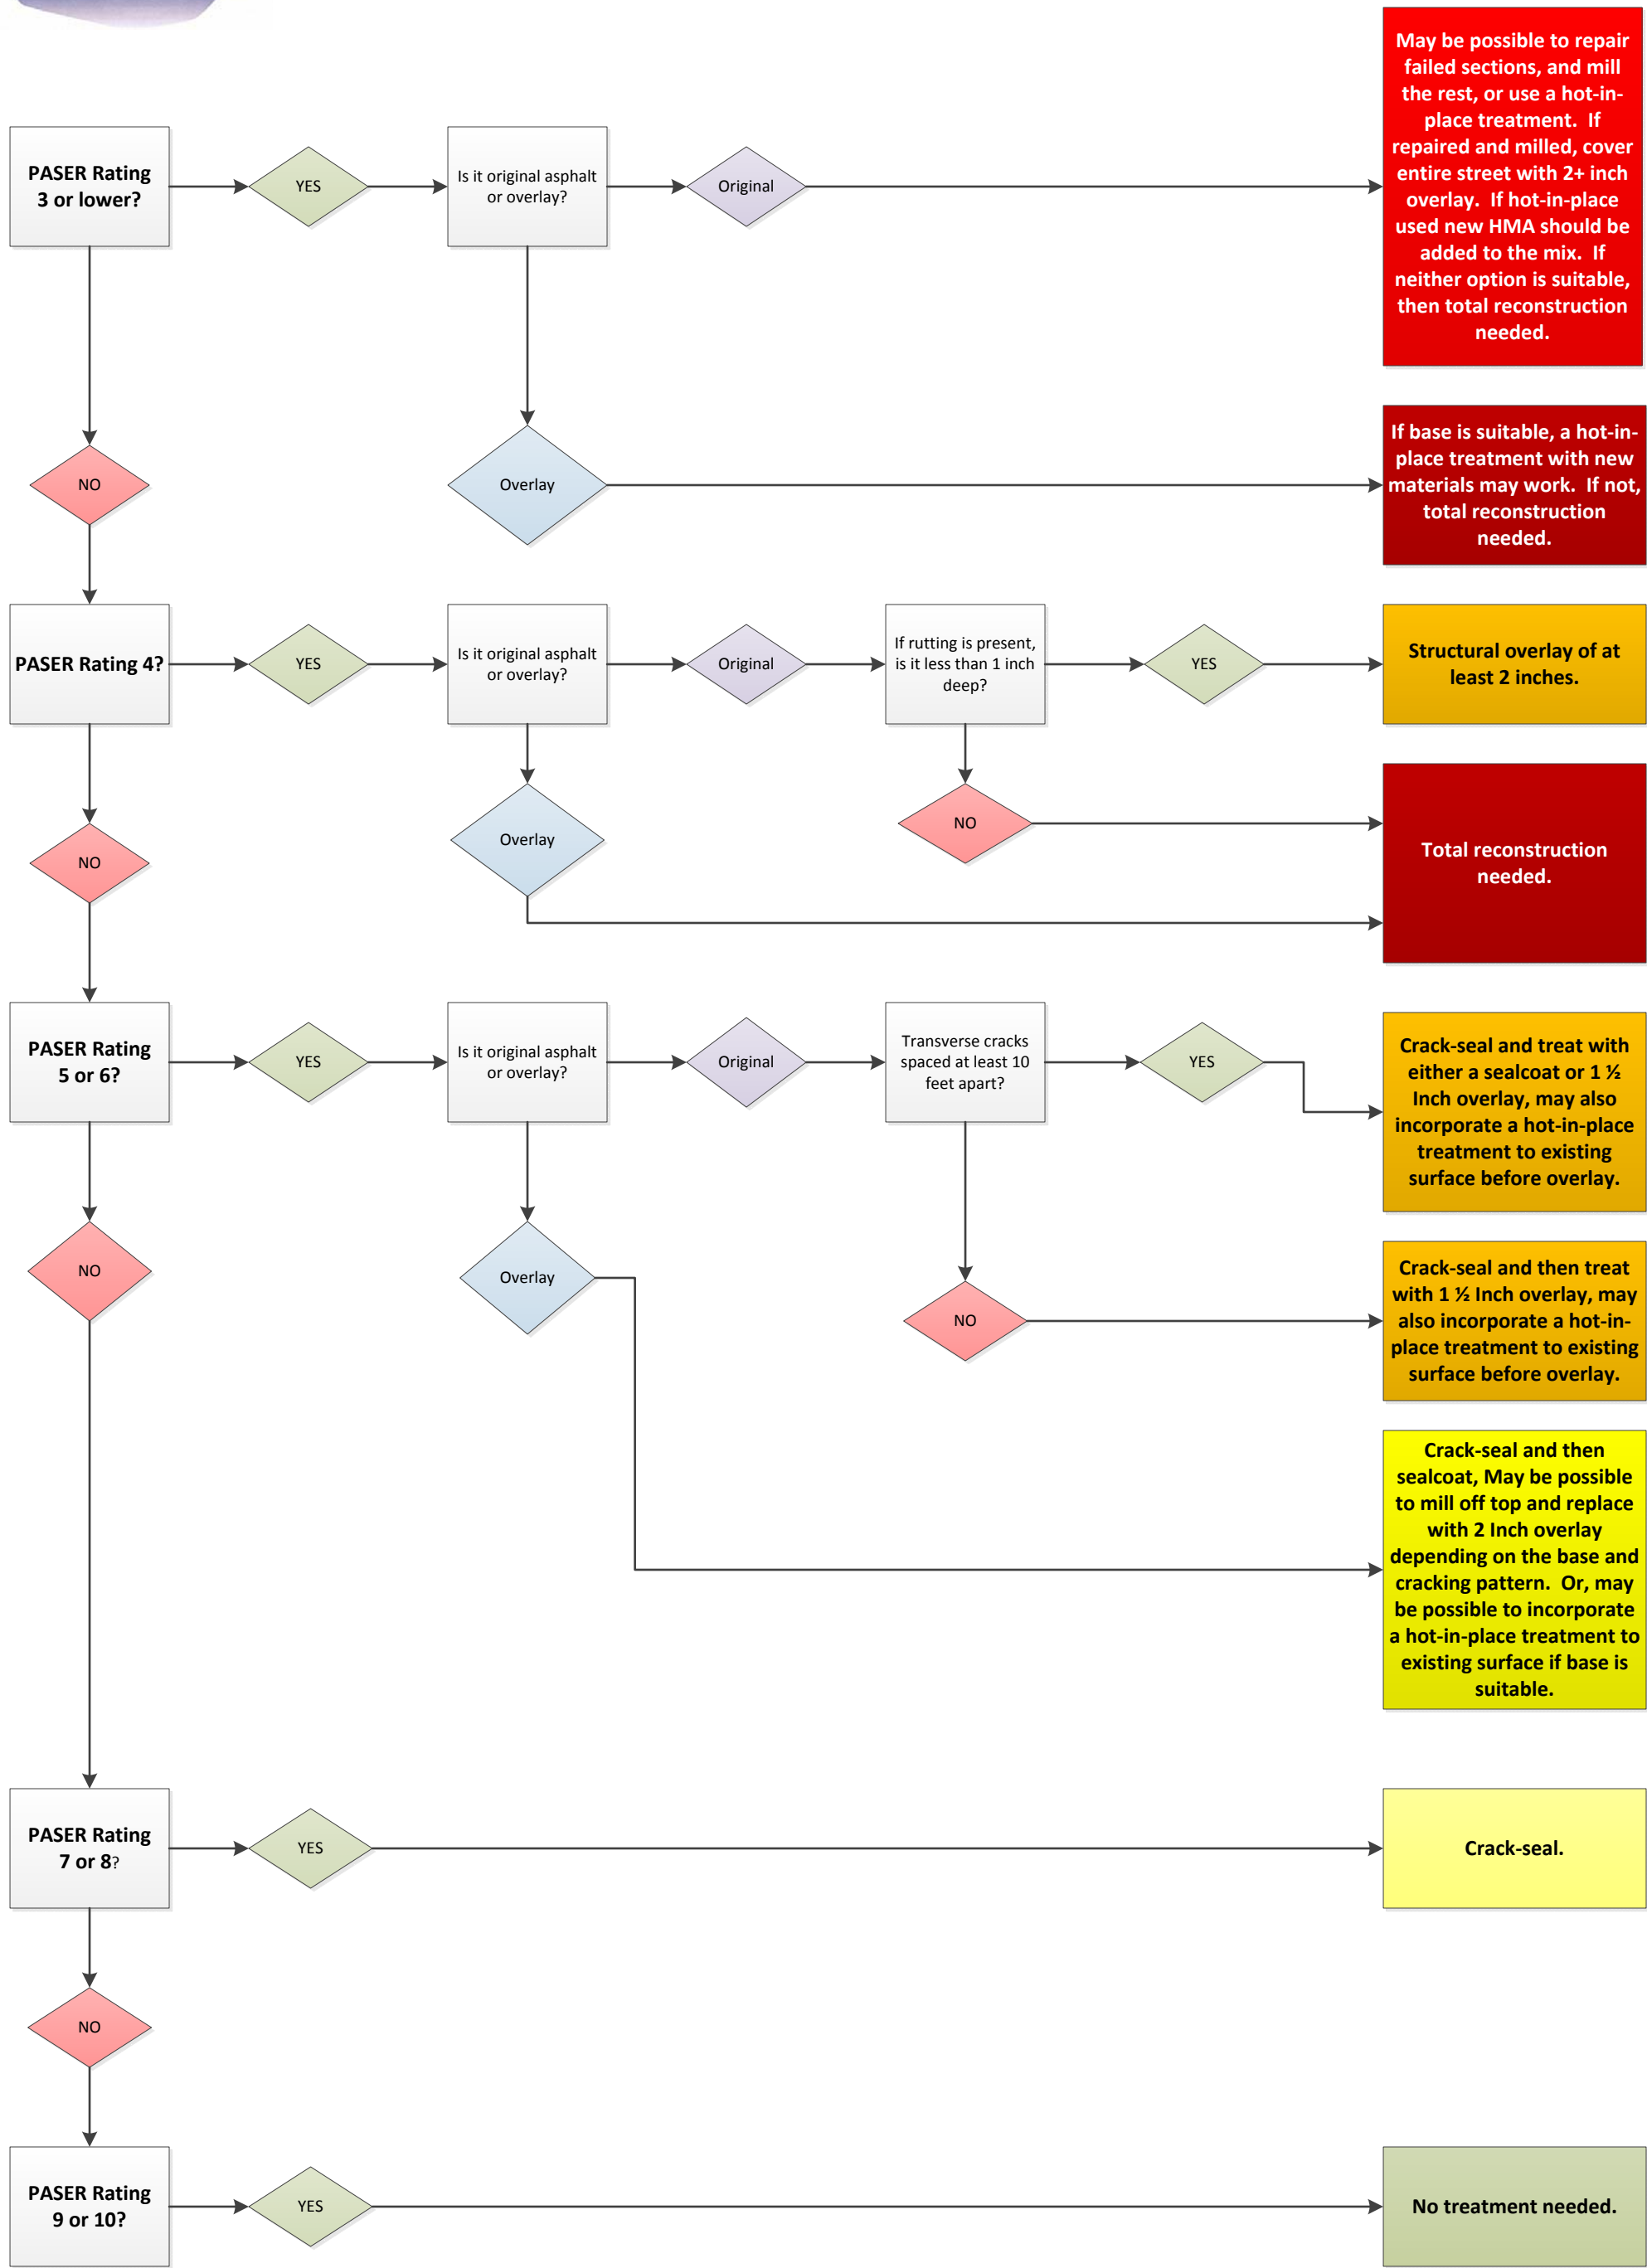 May be possible to repair
failed sections, and mill
the rest, or use a hot-in-
place treatment.  If
repaired and milled, cover
entire street with 2+ inch
overlay.  If hot-in-place
used new HMA should be
added to the mix.  If
neither option is suitable,
then total reconstruction
needed.
PASER Rating
3 or lower?
YES
Is it original asphalt
or overlay?
Original
If base is suitable, a hot-in-
place treatment with new
materials may work.  If not,
total reconstruction
needed.
NO
Overlay
PASER Rating 4?
YES
Is it original asphalt
or overlay?
Original
If rutting is present,
is it less than 1 inch
deep?
YES
Structural overlay of at
least 2 inches.
NO
Overlay
NO
Total reconstruction
needed.
PASER Rating
5 or 6?
YES
Is it original asphalt
or overlay?
Original
Transverse cracks
spaced at least 10
feet apart?
YES
Crack-seal and treat with
either a sealcoat or 1 ½
Inch overlay, may also
incorporate a hot-in-place
treatment to existing
surface before overlay.
NO
Overlay
NO
Crack-seal and then treat
with 1 ½ Inch overlay, may
also incorporate a hot-in-
place treatment to existing
surface before overlay.
Crack-seal and then
sealcoat, May be possible
to mill off top and replace
with 2 Inch overlay
depending on the base and
cracking pattern.  Or, may
be possible to incorporate
a hot-in-place treatment to
existing surface if base is
suitable.
PASER Rating
7 or 8?
YES
Crack-seal.
NO
PASER Rating
9 or 10?
YES
No treatment needed.